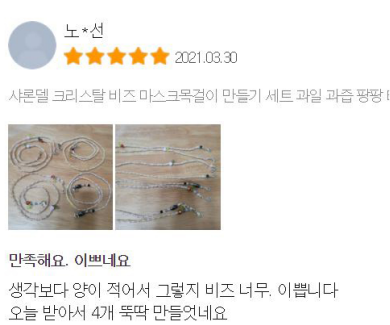 노*선
2021.03.30
샤론델 크리스탈 비즈 마스크목걸이 만들기 세트 과일 과즙 팡팡
만족해요. 이쁘네요
생각보다 양이 적어서 그렇지 비즈 너무. 이쁩니다
오늘 받아서 4개 뚝딱 만들엇네요